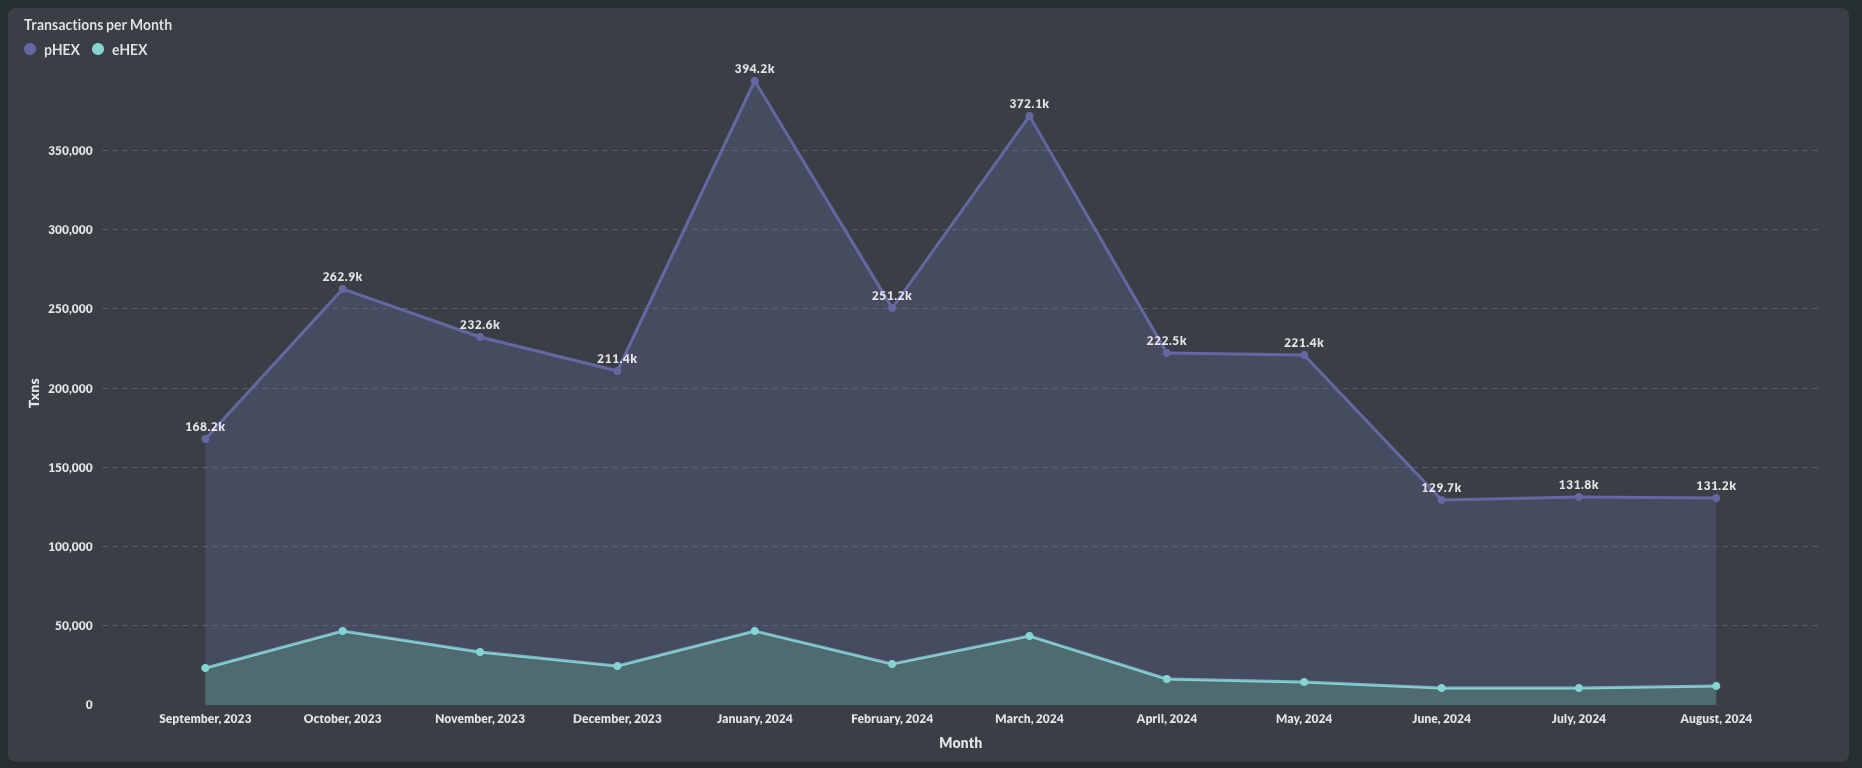 Transactions per Month
pHEX eHEX
394.2k
372.1k
350,000
300,000
262.9k
251.2k
250,000
232.6k
222.5k
221.4k
211.4k
200,000
Txns
168.2k
150,000
129.7k
131.8k
131.2k
100,000
50,000
0
September, 2023 October, 2023 November, 2023 December, 2023 January, 2024 February, 2024 March, 2024 April, 2024 May, 2024 June, 2024 July, 2024 August, 2024
Month